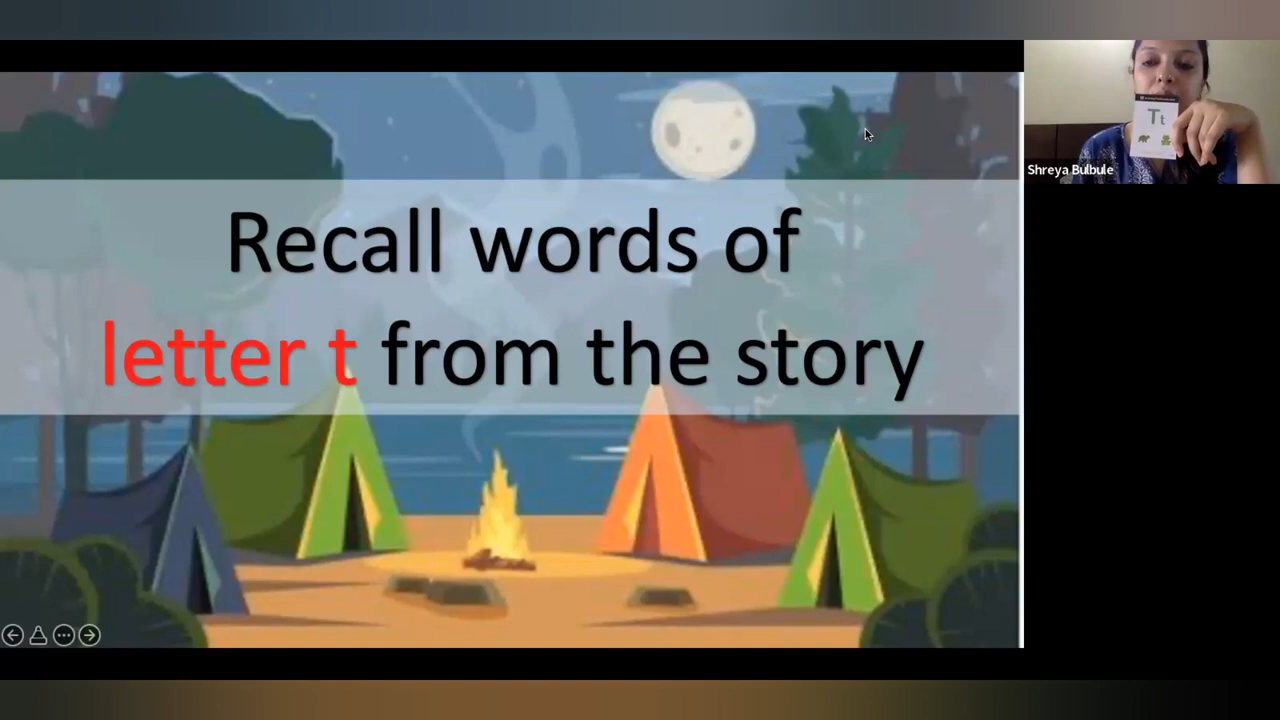 Recall words of
letter t from the story
Shreya Bulbule
Tt